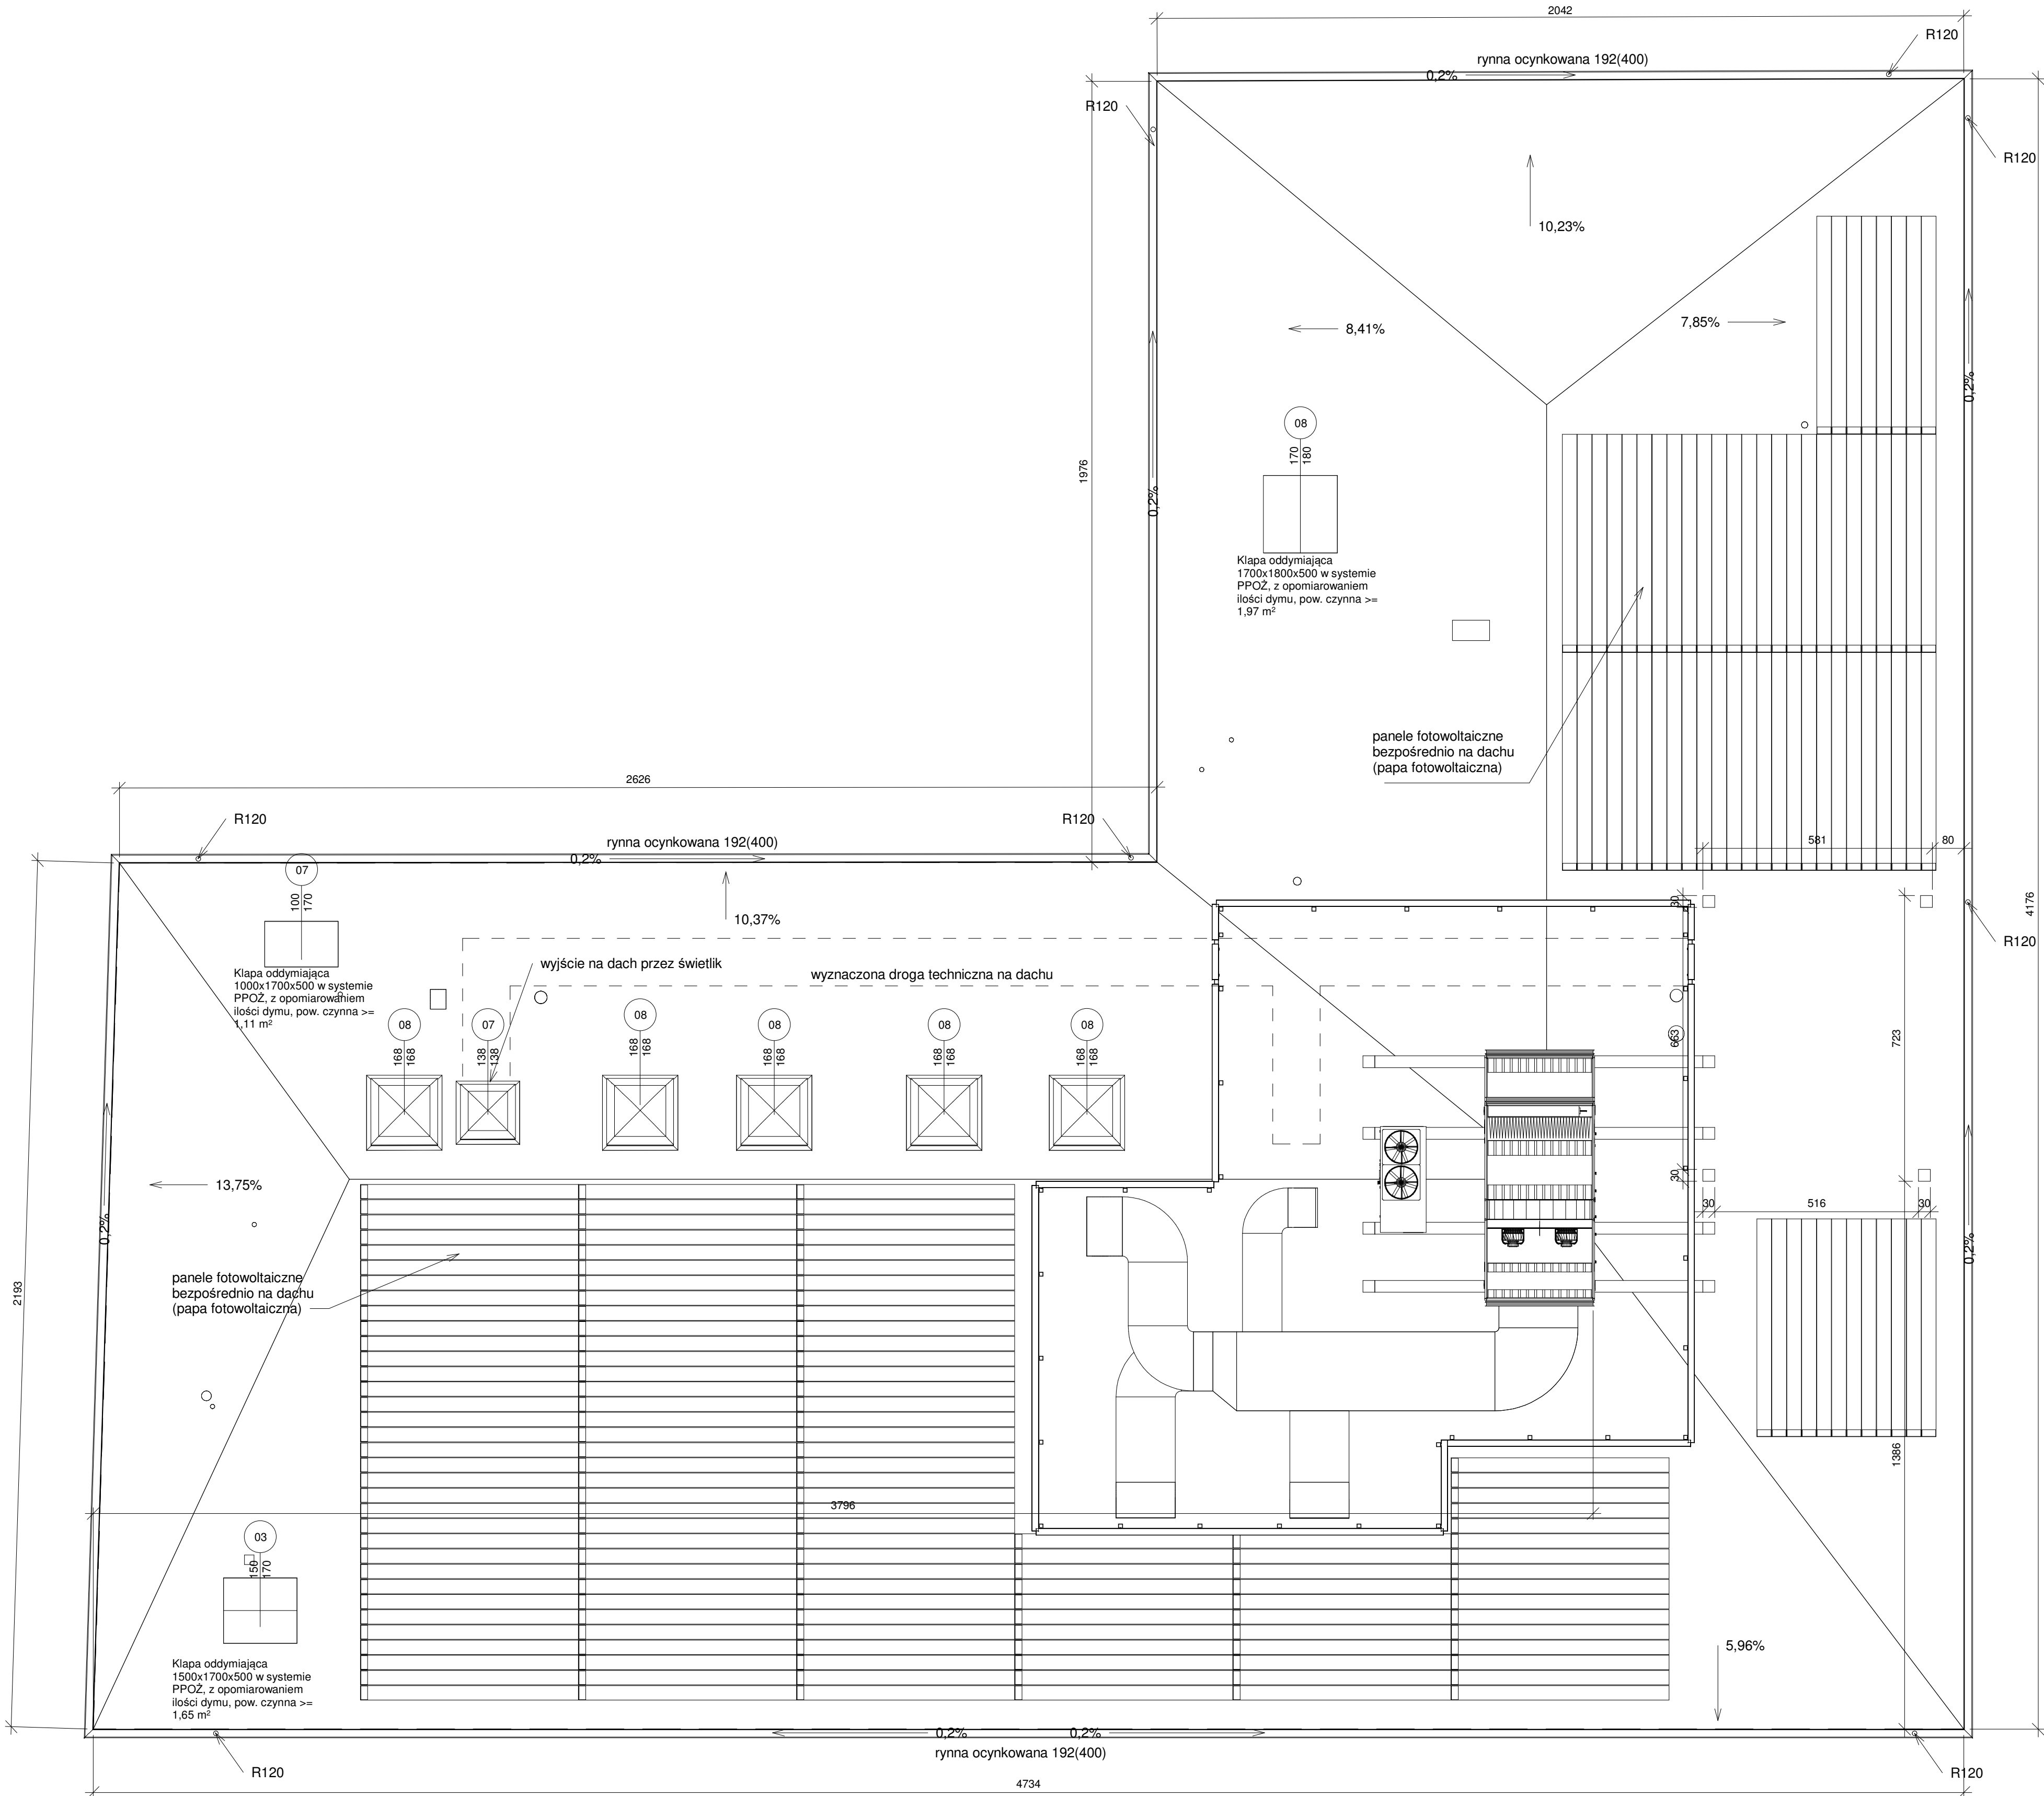 2042
R120
rynna ocynkowana 192(400)
0,2%
R120
R120
10,23%
8,41%
7,85%
0,2%
08
170
180
1976
0,2%
Klapa oddymiająca
1700x1800x500 w systemie
PPOŻ, z opomiarowaniem
ilości dymu, pow. czynna >=
1,97 m²
panele fotowoltaiczne
bezpośrednio na dachu
(papa fotowoltaiczna)
2626
R120
rynna ocynkowana 192(400)
0,2%
R120
581
80
4176
07
100
170
10,37%
30
R120
Klapa oddymiająca
1000x1700x500 w systemie
PPOŻ, z opomiarowaniem
ilości dymu, pow. czynna >=
1,11 m²
wyjście na dach przez świetlik
wyznaczona droga techniczna na dachu
08
168
168
07
138
138
08
168
168
08
168
168
08
168
168
08
168
168
663
723
13,75%
0,2%
30
30
516
30
0,2%
2193
panele fotowoltaiczne
bezpośrednio na dachu
(papa fotowoltaiczna)
1386
3796
03
150
170
Klapa oddymiająca
1500x1700x500 w systemie
PPOŻ, z opomiarowaniem
ilości dymu, pow. czynna >=
1,65 m²
5,96%
0,2%
0,2%
rynna ocynkowana 192(400)
R120
R120
4734